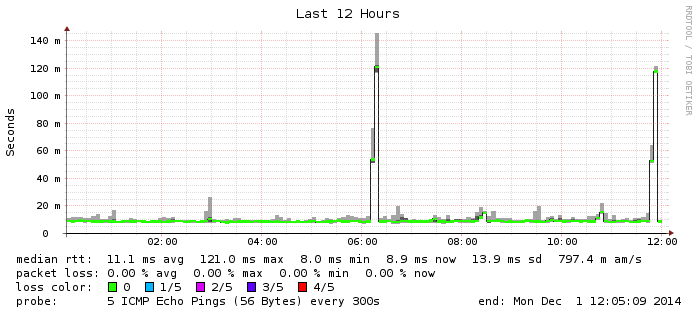 Last 12 Hours
RRDTOOL / TOBI OETIKER
Seconds
140 m
120 m
100 m
80 m
60 m
40 m
20 m
0
02:00 04:00 06:00 08:00 10:00 12:00
median rtt: 11.1 ms avg 121.0 ms max 8.0 ms min 8.9 ms now 13.9 ms sd 797.4 m am/s
packet loss: 0.00 % avg 0.00 % max 0.00 % min 0.00 % now
loss color: 0 1/5 2/5 3/5 4/5
probe: 5 ICMP Echo Pings (56 Bytes) every 300s end: Mon Dec 1 12:05:09 2014